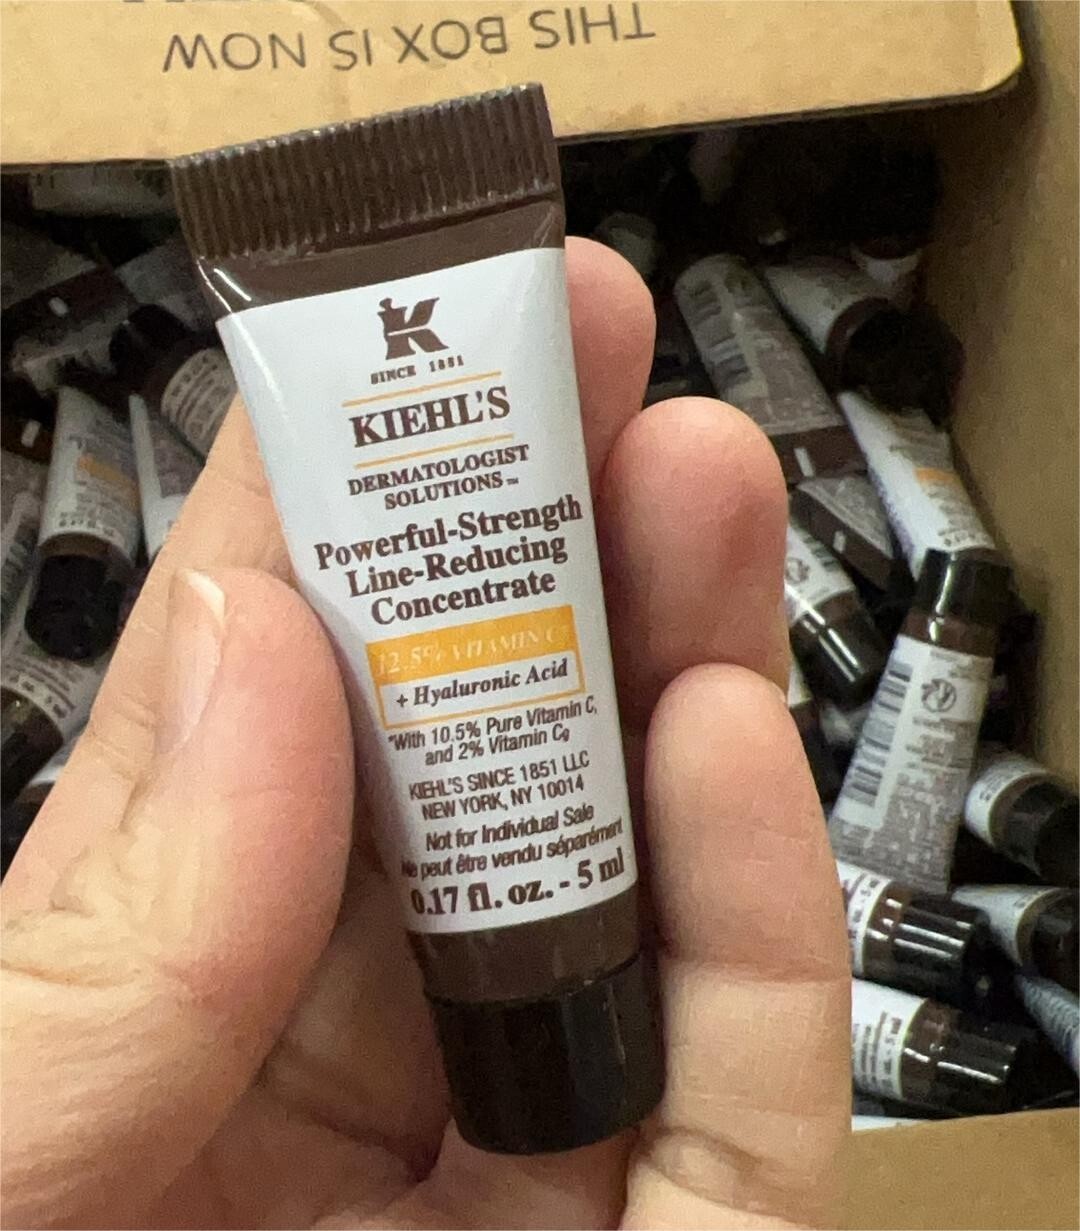 THIS BOX IS NOW
K
SINCE 1851
KIEHL'S
DERMATOLOGIST
SOLUTIONS™
Powerful-Strength
Line-Reducing
Concentrate
12.5% VITAMIN C*
+ Hyaluronic Acid
*With 10.5% Pure Vitamin C,
and 2% Vitamin Cg
KIEHL'S SINCE 1851 LLC
NEW YORK, NY 10014
Not for Individual Sale
Ne peut être vendu séparément
0.17 fl. oz. - 5 ml